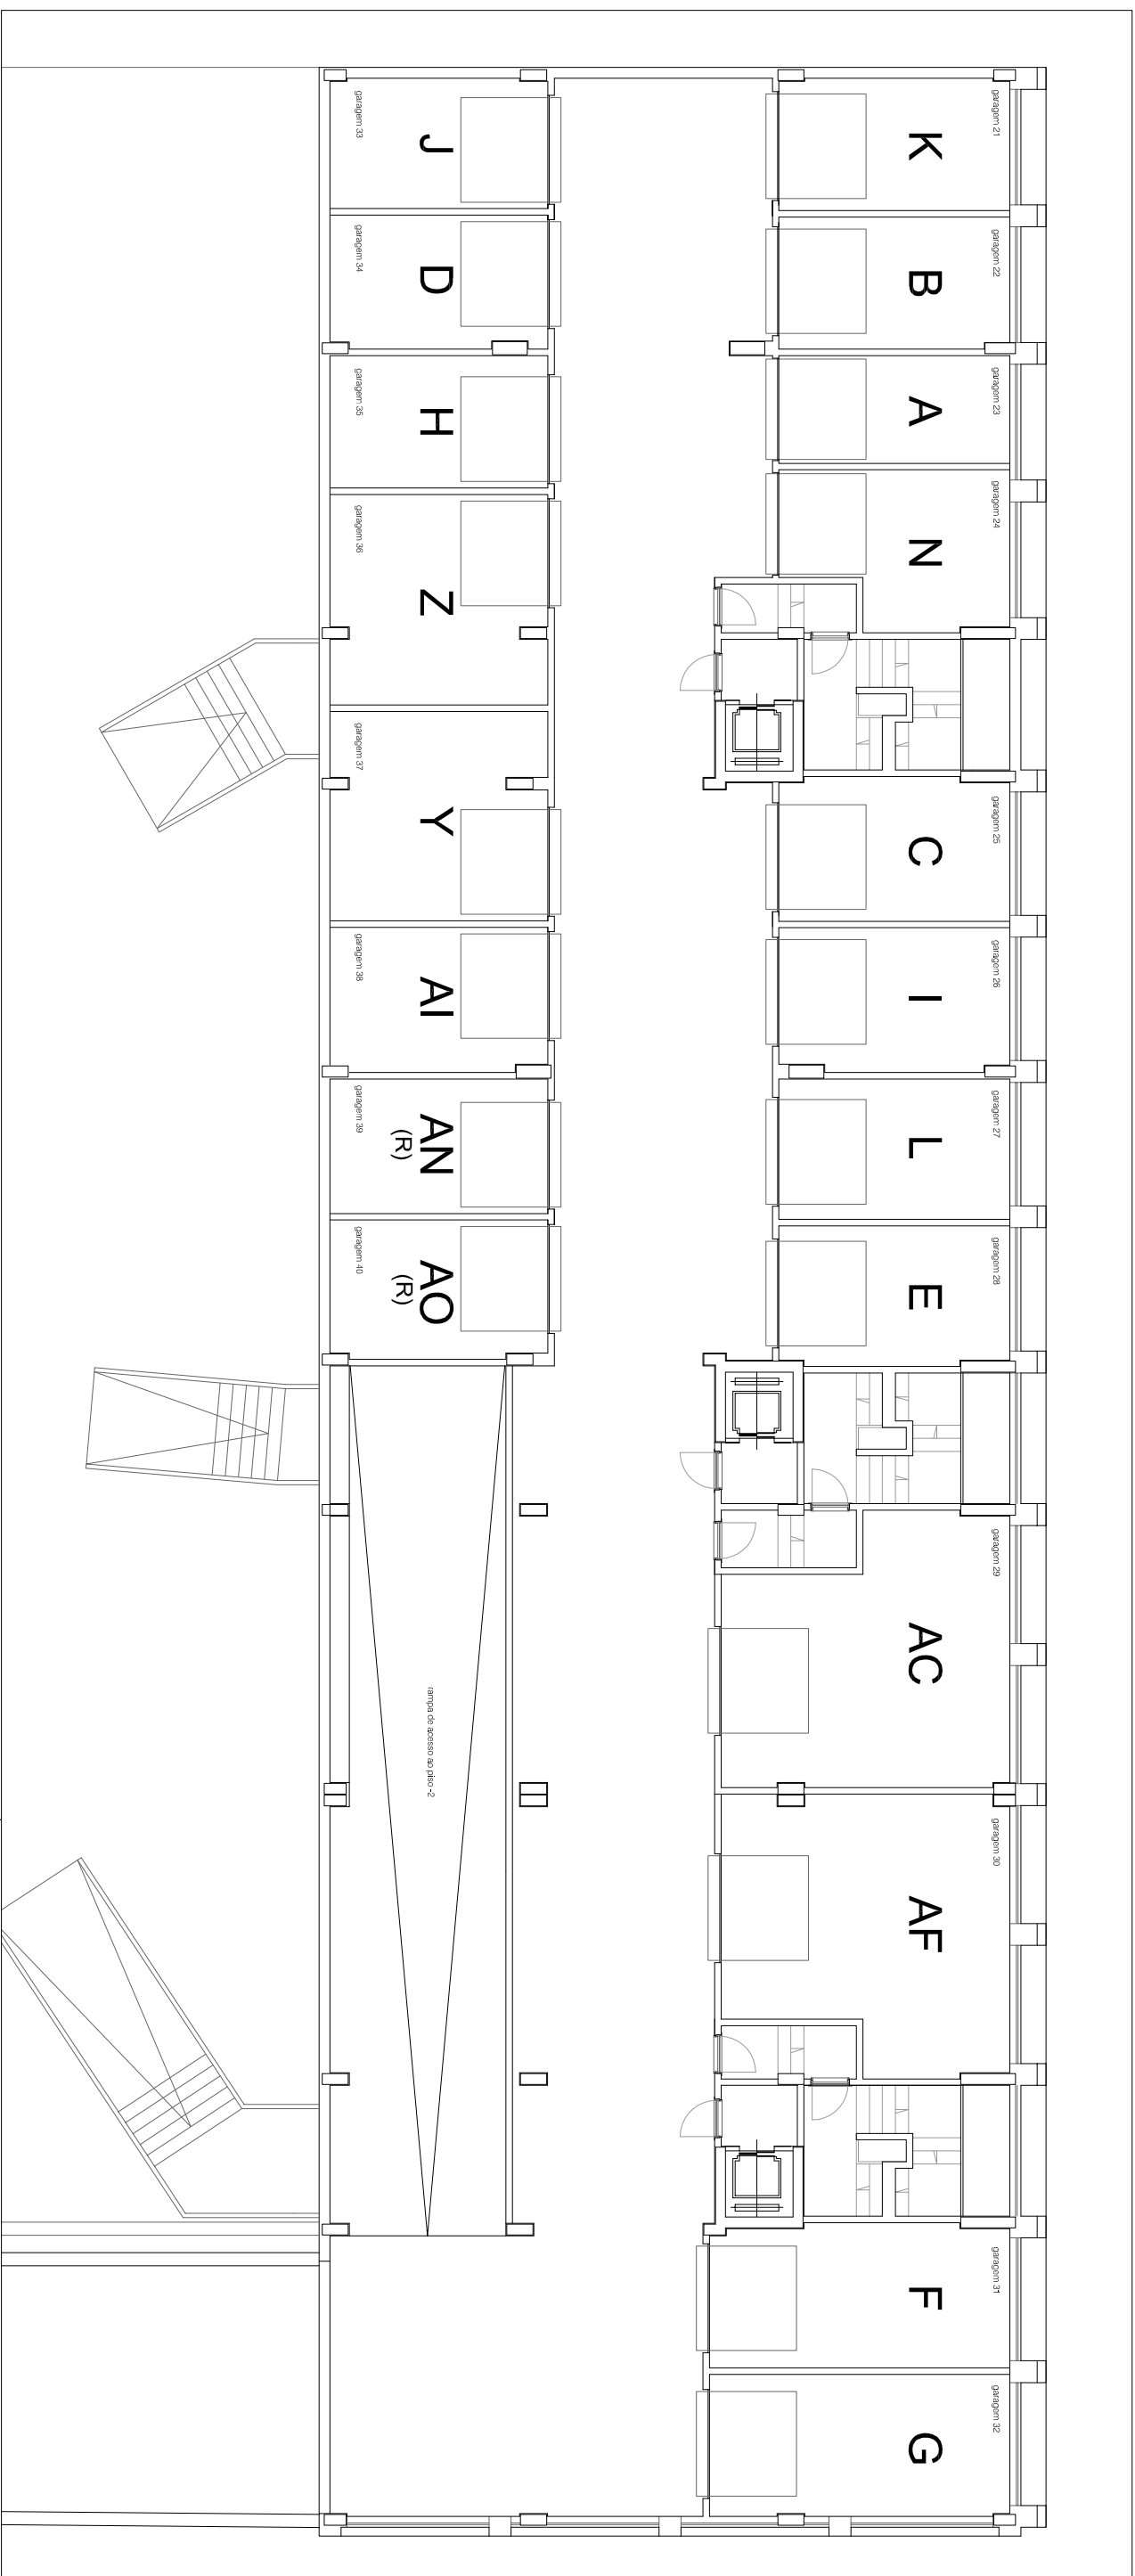 garagem 21
K
garagem 22
B
garagem 23
A
garagem 24
N
garagem 25
C
garagem 26
I
garagem 27
L
garagem 28
E
garagem 29
AC
garagem 30
AF
garagem 31
F
garagem 32
G
J
garagem 33
D
garagem 34
H
garagem 35
Z
garagem 36
Y
garagem 37
AI
garagem 38
AN
(R)
garagem 39
AO
(R)
garagem 40
rampa de acesso ao piso -2